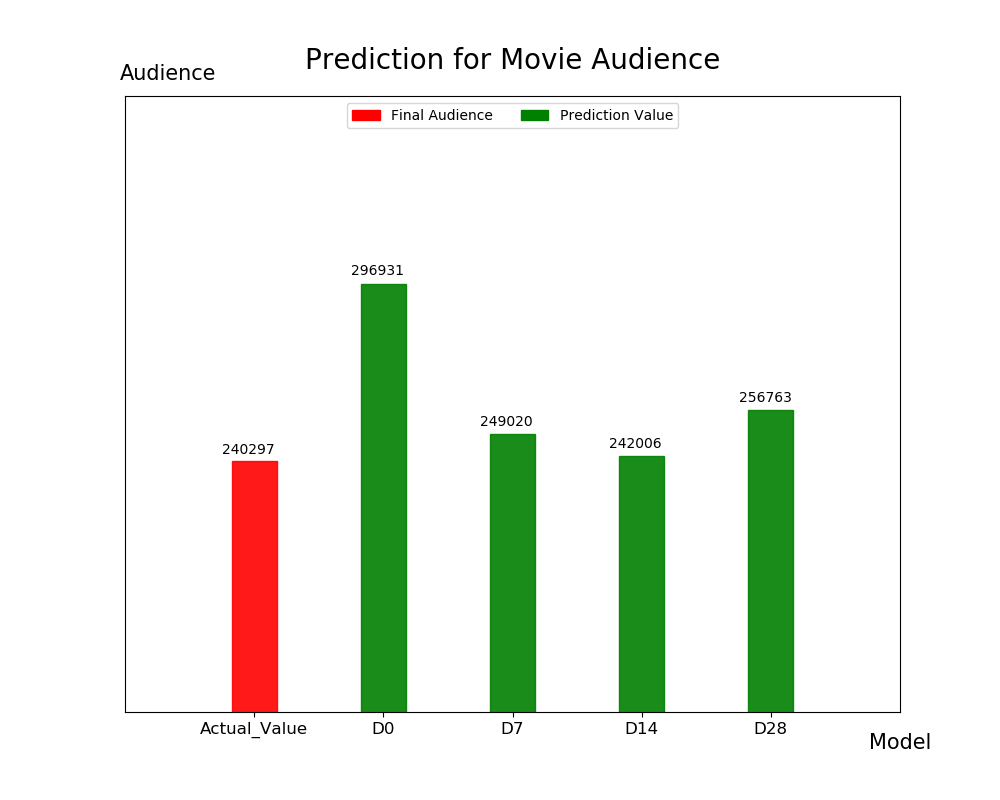 Prediction for Movie Audience
Audience
Final Audience
Prediction Value
296931
256763
249020
242006
240297
Actual_Value
D0
D7
D14
D28
Model